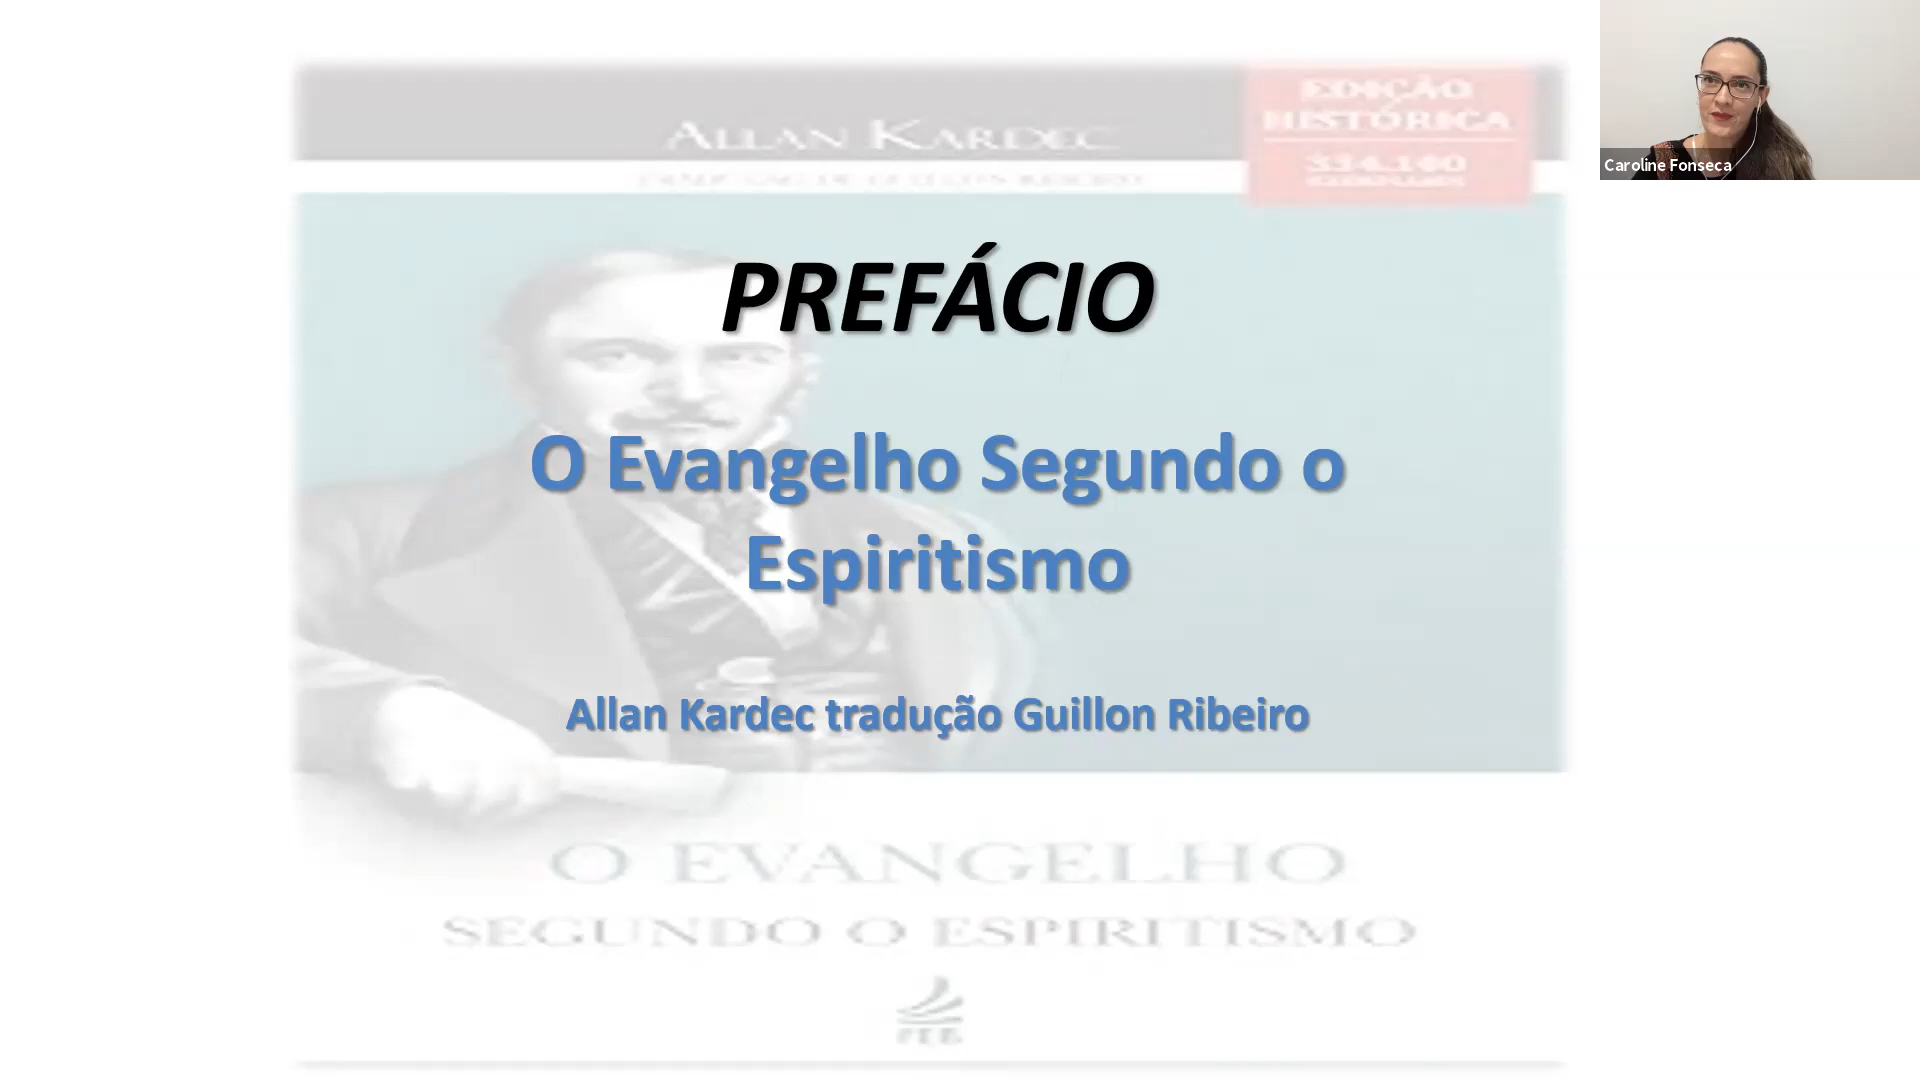 ALLAN KARDEC
EDIÇÃO
HISTÓRICA
Caroline Fonseca
PREFÁCIO
O Evangelho Segundo o
Espiritismo
Allan Kardec tradução Guillon Ribeiro
O EVANGELHO
SEGUNDO O ESPIRITISMO
FEB